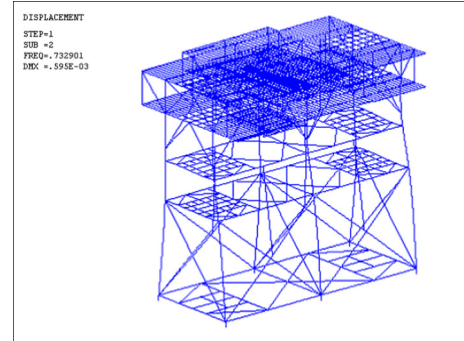 DISPLACEMENT
STEP=1
SUB =2
FREQ=.732901
DMX =.595E-03